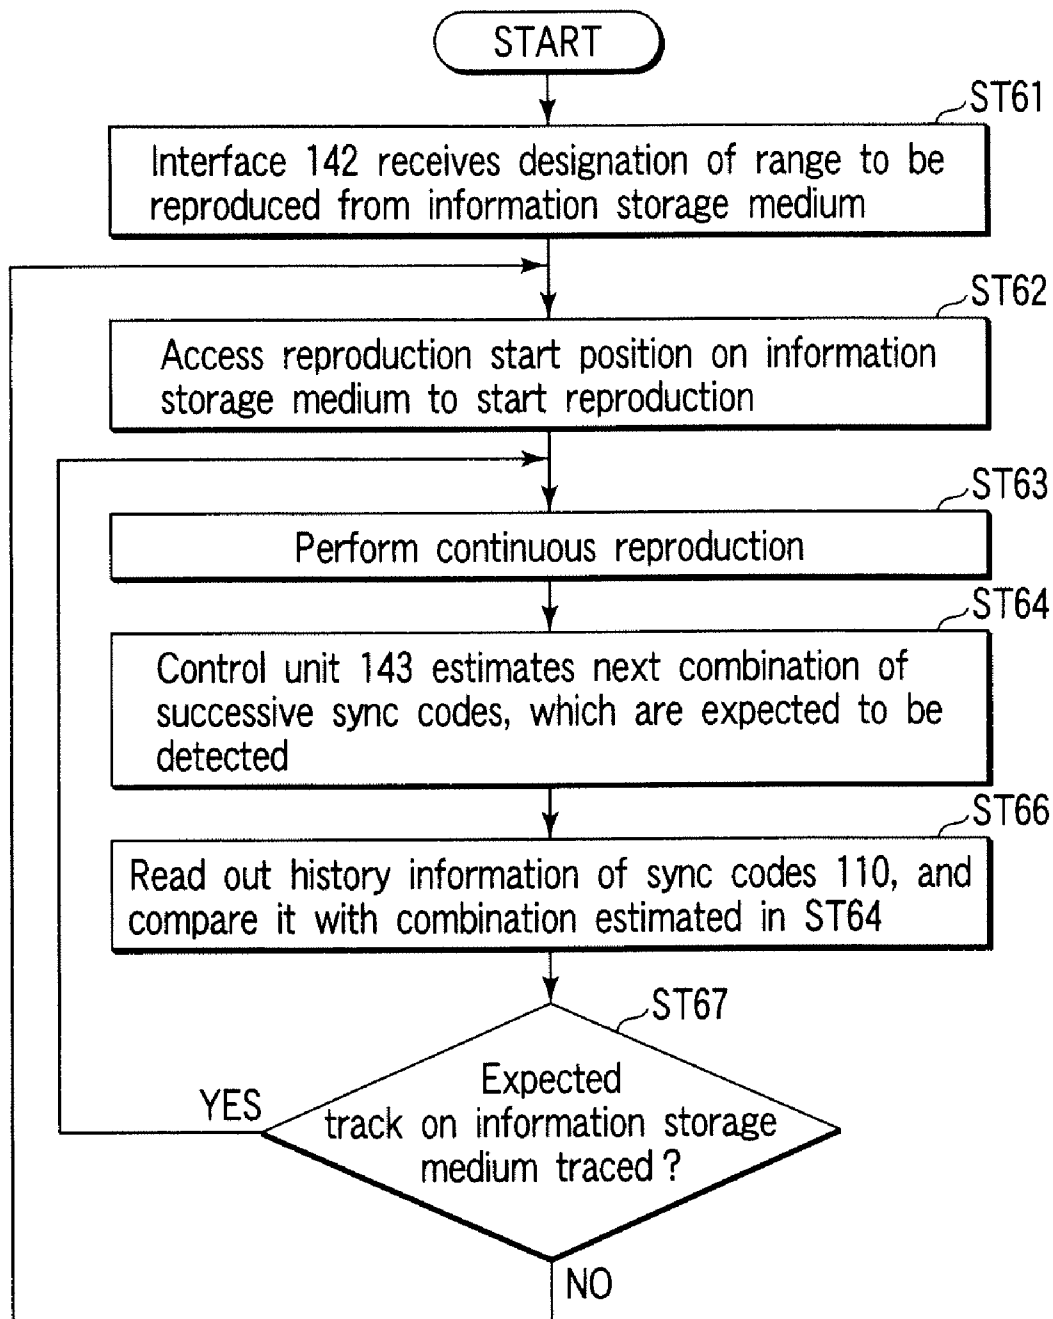 START
ST61
Interface 142 receives designation of range to be
reproduced from information storage medium
ST62
Access reproduction start position on information
storage medium to start reproduction
ST63
Perform continuous reproduction
ST64
Control unit 143 estimates next combination of
successive sync codes, which are expected to be
detected
ST66
Read out history information of sync codes 110, and
compare it with combination estimated in ST64
ST67
Expected
track on information storage
medium traced ?
YES
NO